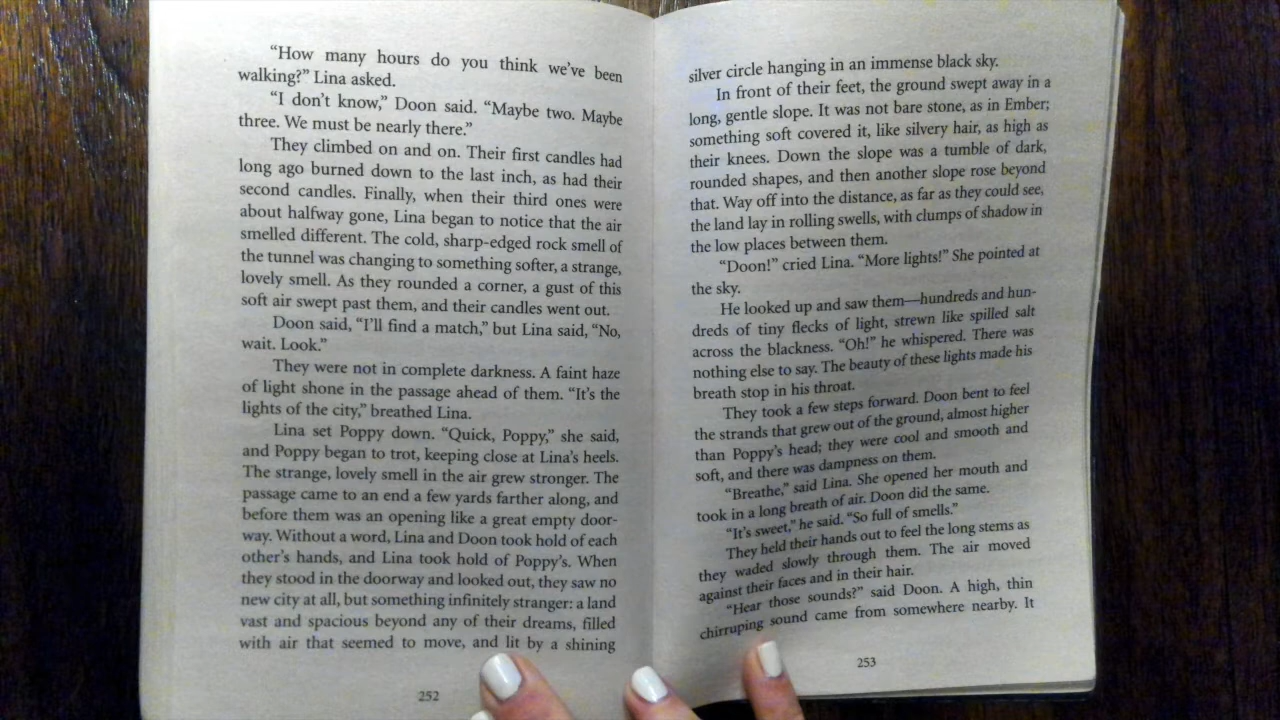 “How many hours do you think we’ve been
walking?” Lina asked.
“I don’t know,” Doon said. “Maybe two. Maybe
three. We must be nearly there.”
They climbed on and on. Their first candles had
long ago burned down to the last inch, as had their
second candles. Finally, when their third ones were
about halfway gone, Lina began to notice that the air
smelled different. The cold, sharp-edged rock smell of
the tunnel was changing to something softer, a strange,
lovely smell. As they rounded a corner, a gust of this
soft air swept past them, and their candles went out.
Doon said, “I’ll find a match,” but Lina said, “No,
wait. Look.”
They were not in complete darkness. A faint haze
of light shone in the passage ahead of them. “It’s the
lights of the city,” breathed Lina.
Lina set Poppy down. “Quick, Poppy,” she said,
and Poppy began to trot, keeping close at Lina’s heels.
The strange, lovely smell in the air grew stronger. The
passage came to an end a few yards farther along, and
before them was an opening like a great empty door-
way. Without a word, Lina and Doon took hold of each
other’s hands, and Lina took hold of Poppy’s. When
they stood in the doorway and looked out, they saw no
new city at all, but something infinitely stranger: a land
vast and spacious beyond any of their dreams, filled
with air that seemed to move, and lit by a shining
252
silver circle hanging in an immense black sky.
In front of their feet, the ground swept away in a
long, gentle slope. It was not bare stone, as in Ember;
something soft covered it, like silvery hair, as high as
their knees. Down the slope was a tumble of dark,
rounded shapes, and then another slope rose beyond
that. Way off into the distance, as far as they could see,
the land lay in rolling swells, with clumps of shadow in
the low places between them.
“Doon!” cried Lina. “More lights!” She pointed at
the sky.
He looked up and saw them—hundreds and hun-
dreds of tiny flecks of light, strewn like spilled salt
across the blackness. “Oh!” he whispered. There was
nothing else to say. The beauty of these lights made his
breath stop in his throat.
They took a few steps forward. Doon bent to feel
the strands that grew out of the ground, almost higher
than Poppy’s head; they were cool and smooth and
soft, and there was dampness on them.
“Breathe,” said Lina. She opened her mouth and
took in a long breath of air. Doon did the same.
“It’s sweet,” he said. “So full of smells.”
They held their hands out to feel the long stems as
they waded slowly through them. The air moved
against their faces and in their hair.
“Hear those sounds?” said Doon. A high, thin
chirruping sound came from somewhere nearby. It
253